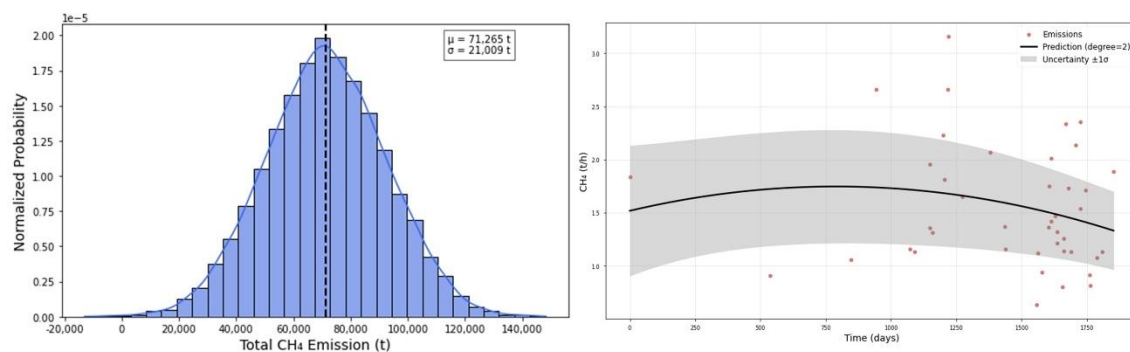 1e-5
μ = 71,265 t
σ = 21,009 t
2.00
1.75
1.50
1.25
1.00
0.75
0.50
0.25
0.00
Normalized Probability
-20,000 0 20,000 40,000 60,000 80,000 100,000 120,000 140,000
Total CH₄ Emission (t)
Emissions
Prediction (degree=2)
Uncertainty ±1σ
3.0
2.5
2.0
1.5
1.0
CH₄ (t/h)
0 250 500 750 1000 1250 1500 1750
Time (days)